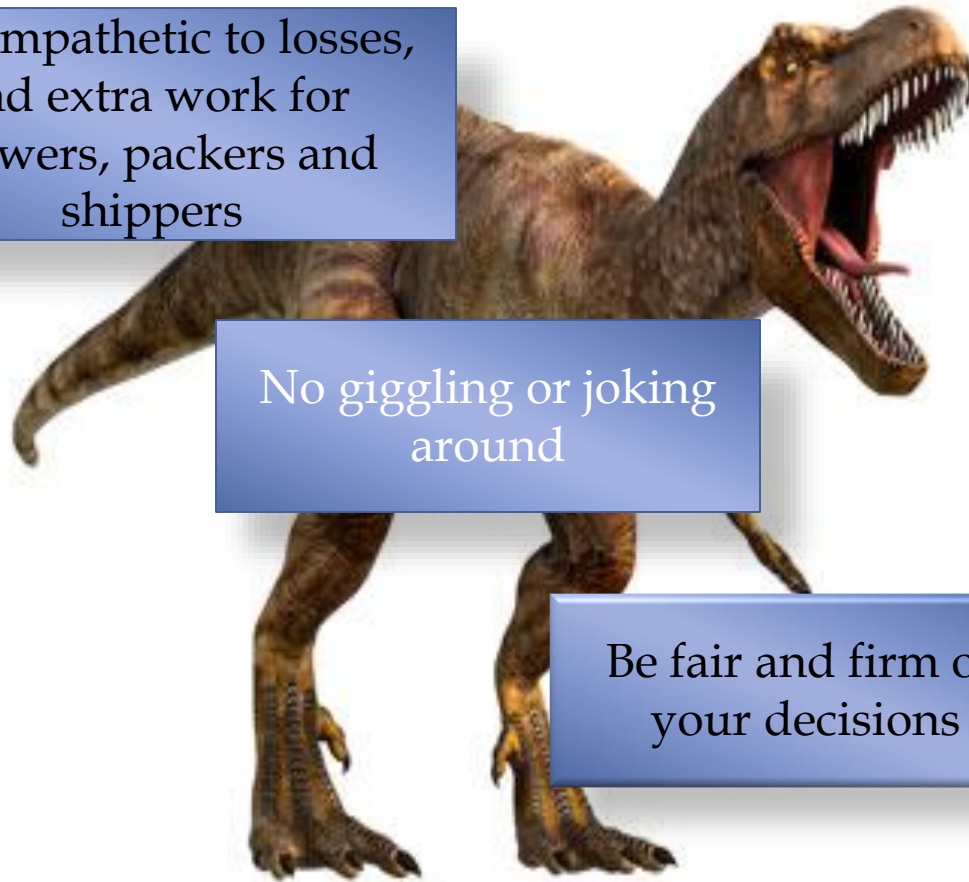 mpathetic to losses,
d extra work for
wers, packers and
shippers
No giggling or joking
around
Be fair and firm o
your decisions